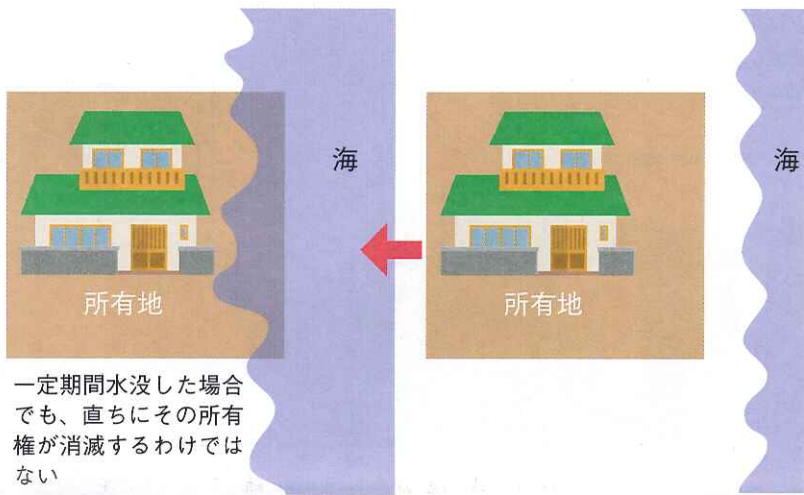 海
所有地
一定期間水没した場合
でも、直ちにその所有
権が消滅するわけでは
ない
海
所有地